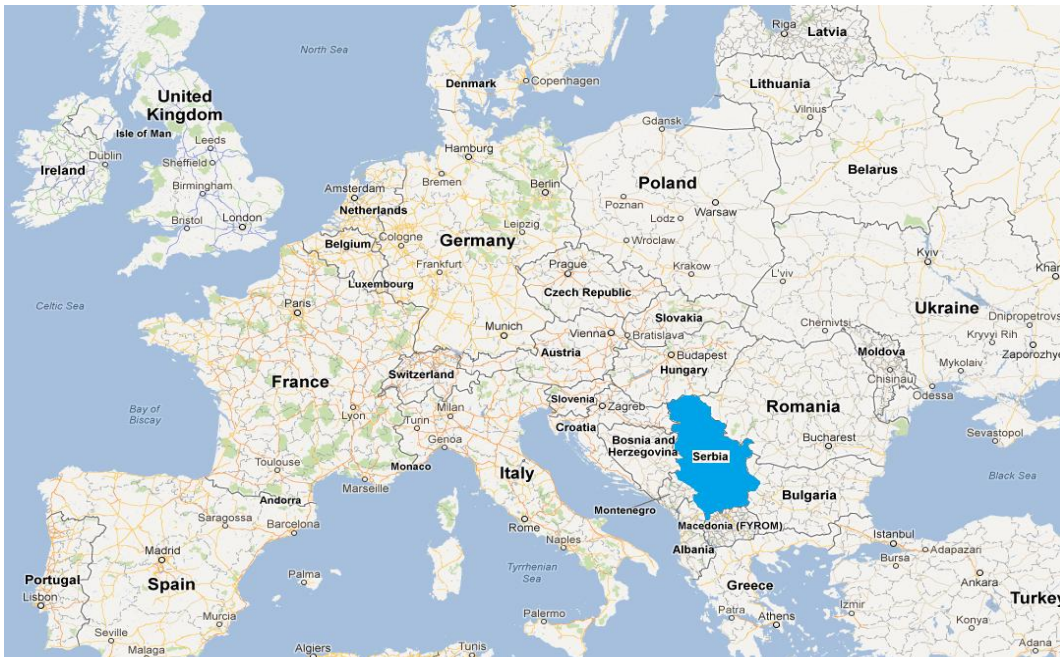 Riga
Latvia
North Sea
Denmark
Copenhagen
Lithuania
Vilnius
United
Kingdom
Isle of Man
Leeds
Gdansk
Ireland
Dublin
Sheffield
Hamburg
Belarus
Birmingham
Amsterdam
Bremen
Berlin
Poland
Poznan
Warsaw
Netherlands
Bristol
London
Leipzig
Lodz
Belgium
Cologne
Germany
Wroclaw
Kyiv
Frankfurt
Prague
Krakow
L'viv
Khar
Luxembourg
Czech Republic
Celtic Sea
Paris
Ukraine
Slovakia
Dnipropetrovs
Munich
Vienna
Bratislava
Chernivtsi
Kryvyi Rih
Austria
Budapest
Moldova
Zaporozhy
Switzerland
Hungary
Mykolaiv
France
Chisinau
Odessa
Slovenia
Zagreb
Romania
Bay of
Biscay
Lyon
Milan
Turin
Croatia
Sevastopol
Genoa
Bosnia and
Herzegovina
Serbia
Bucharest
Toulouse
Monaco
Italy
Black Sea
Marseille
Andorra
Bulgaria
Montenegro
Saragossa
Barcelona
Rome
Macedonia (FYROM)
Istanbul
Naples
Albania
Adapazari
Madrid
Bursa
Portugal
Spain
Palma
Tyrrhenian
Sea
Greece
Ankara
Lisbon
Turkey
Murcia
Palermo
Patra
Athens
Izmir
Konya
Seville
Malaga
Algiers
Tunis
Adana